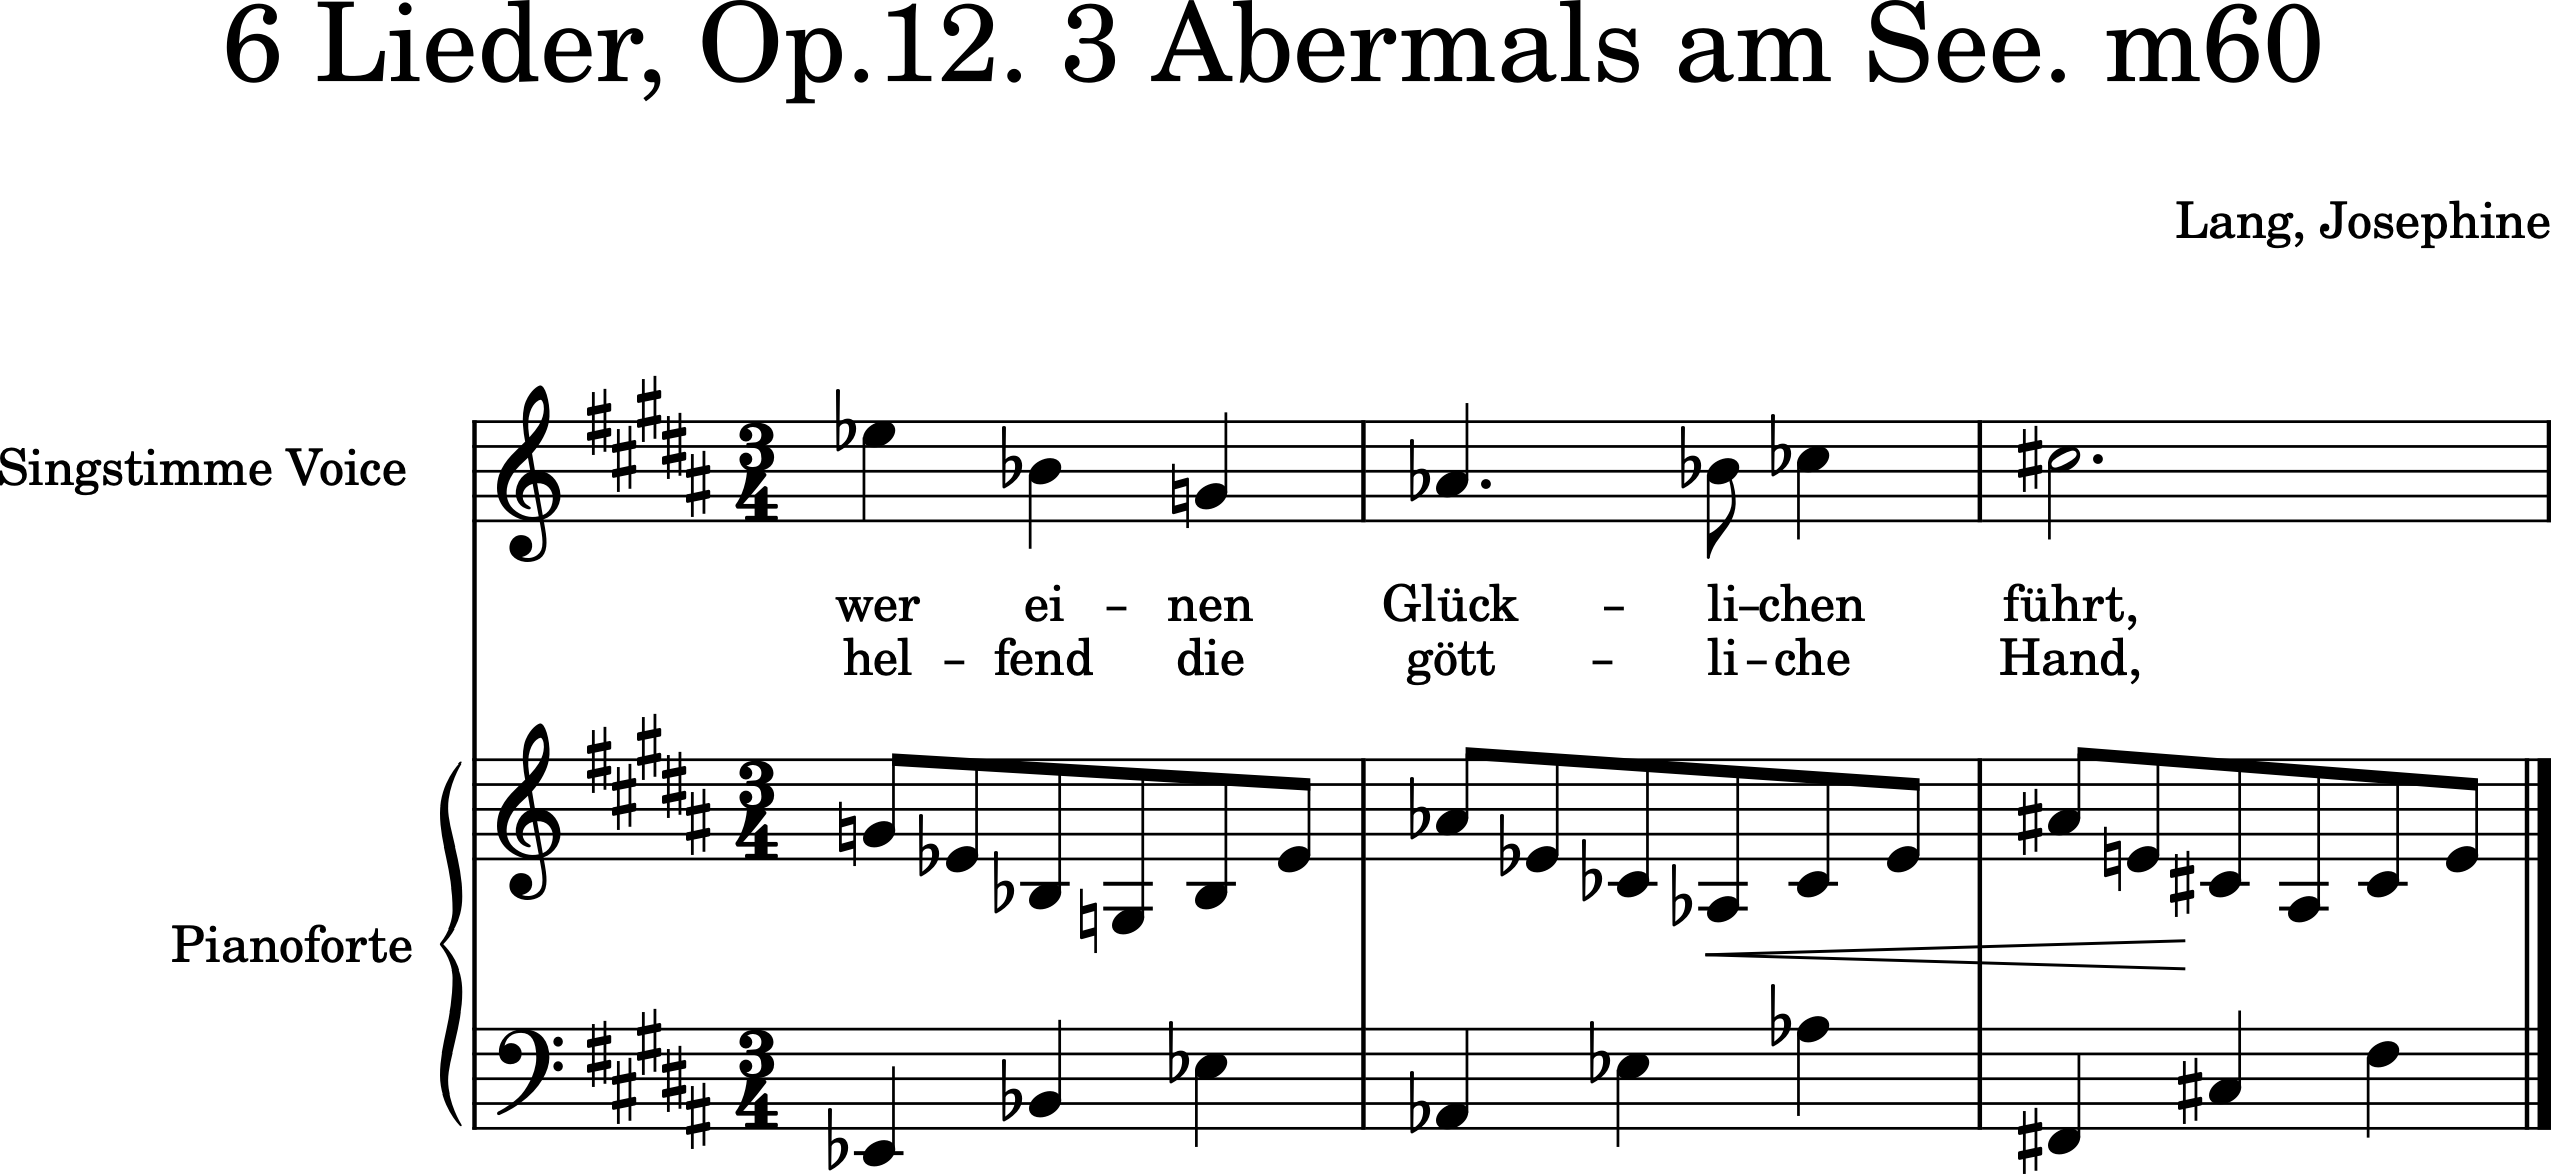 6 Lieder, Op.12. 3 Abermals am See. m60
Lang, Josephine
Singstimme Voice
wer ei - nen Glück - li-chen führt,
hel - fend die gött - li-che Hand,
Pianoforte